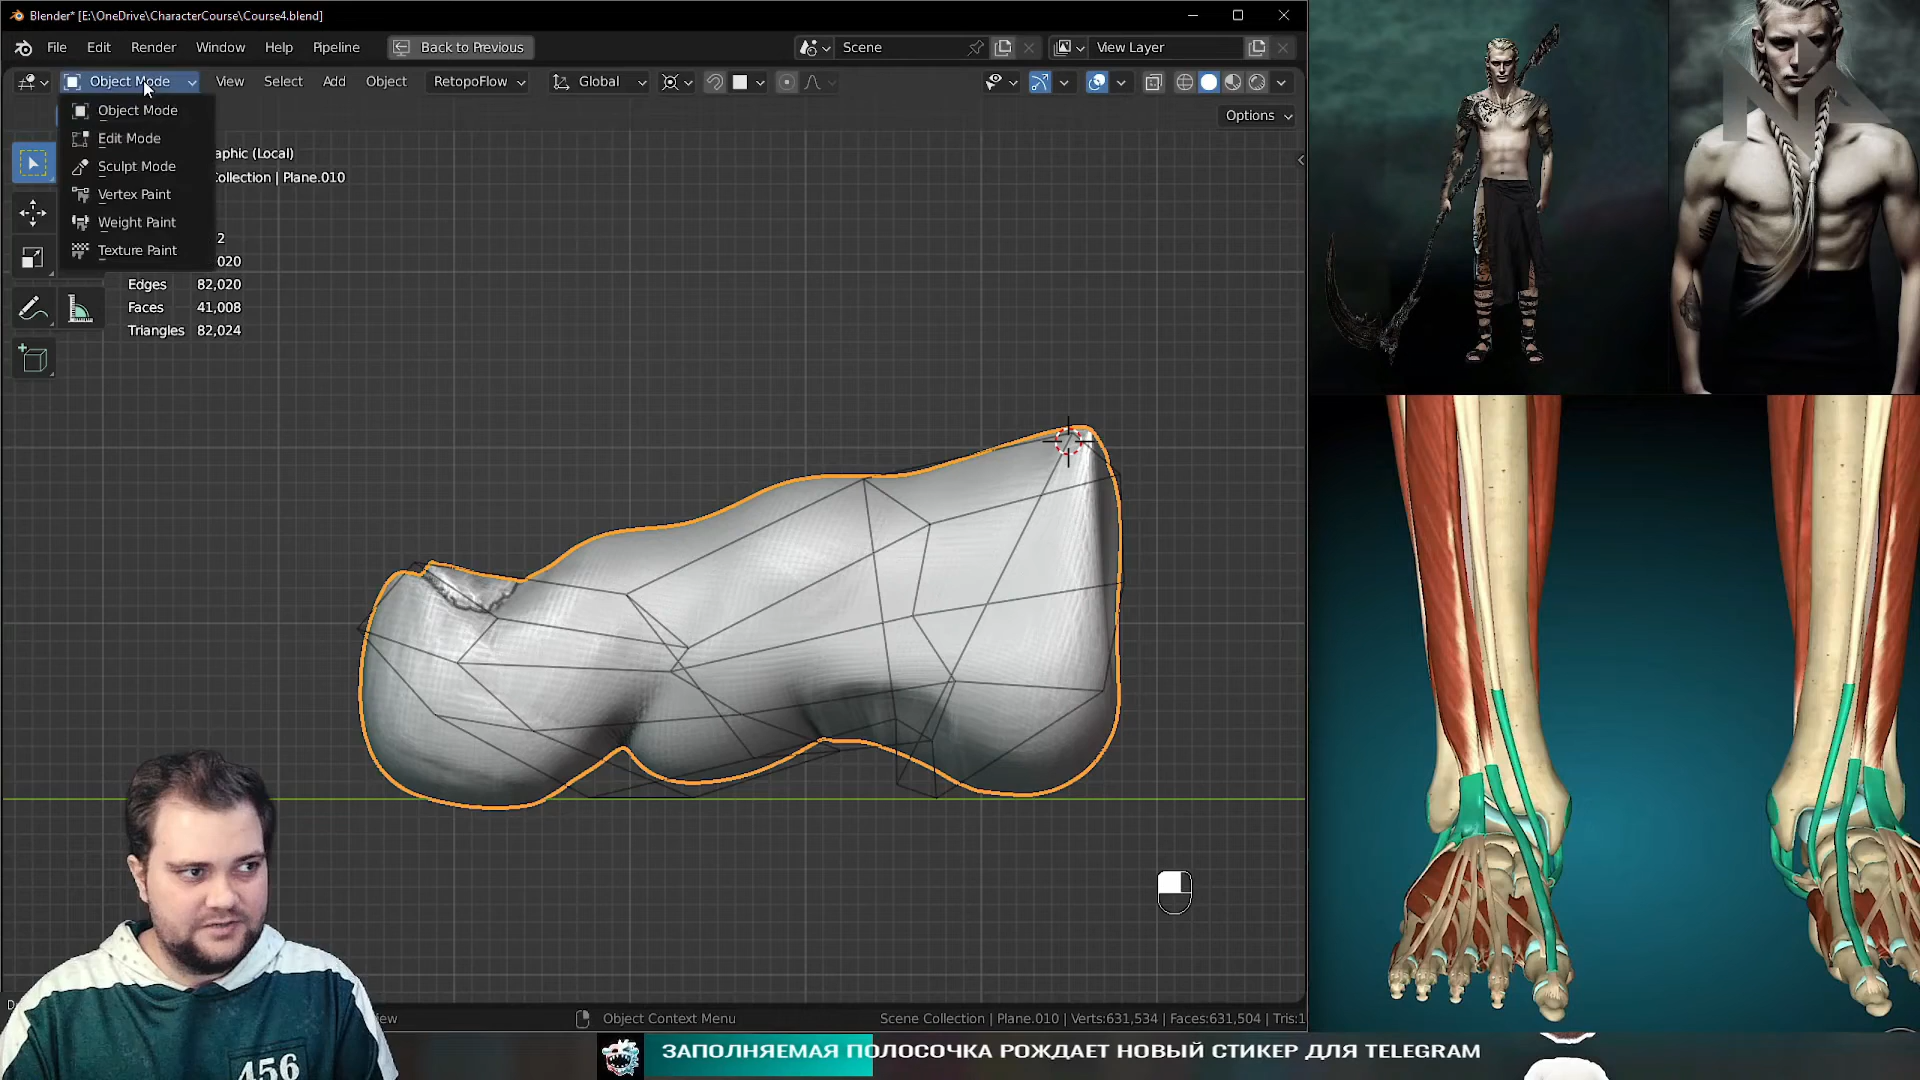 Blender* [E:\OneDrive\CharacterCourse\Course4.blend]
File Edit Render Window Help Pipeline Back to Previous Scene View Layer
Object Mode View Select Add Object RetopoFlow Global
Options
Object Mode
Edit Mode
Sculpt Mode
Vertex Paint
Weight Paint
Texture Paint
aphic (Local)
ollection | Plane.010
2
020
Edges 82,020
Faces 41,008
Triangles 82,024
Object Context Menu
Scene Collection | Plane.010 | Verts:631,534 | Faces:631,504 | Tris:1
456
ЗАПОЛНЯЕМАЯ ПОЛОСОЧКА РОЖДАЕТ НОВЫЙ СТИКЕР ДЛЯ TELEGRAM